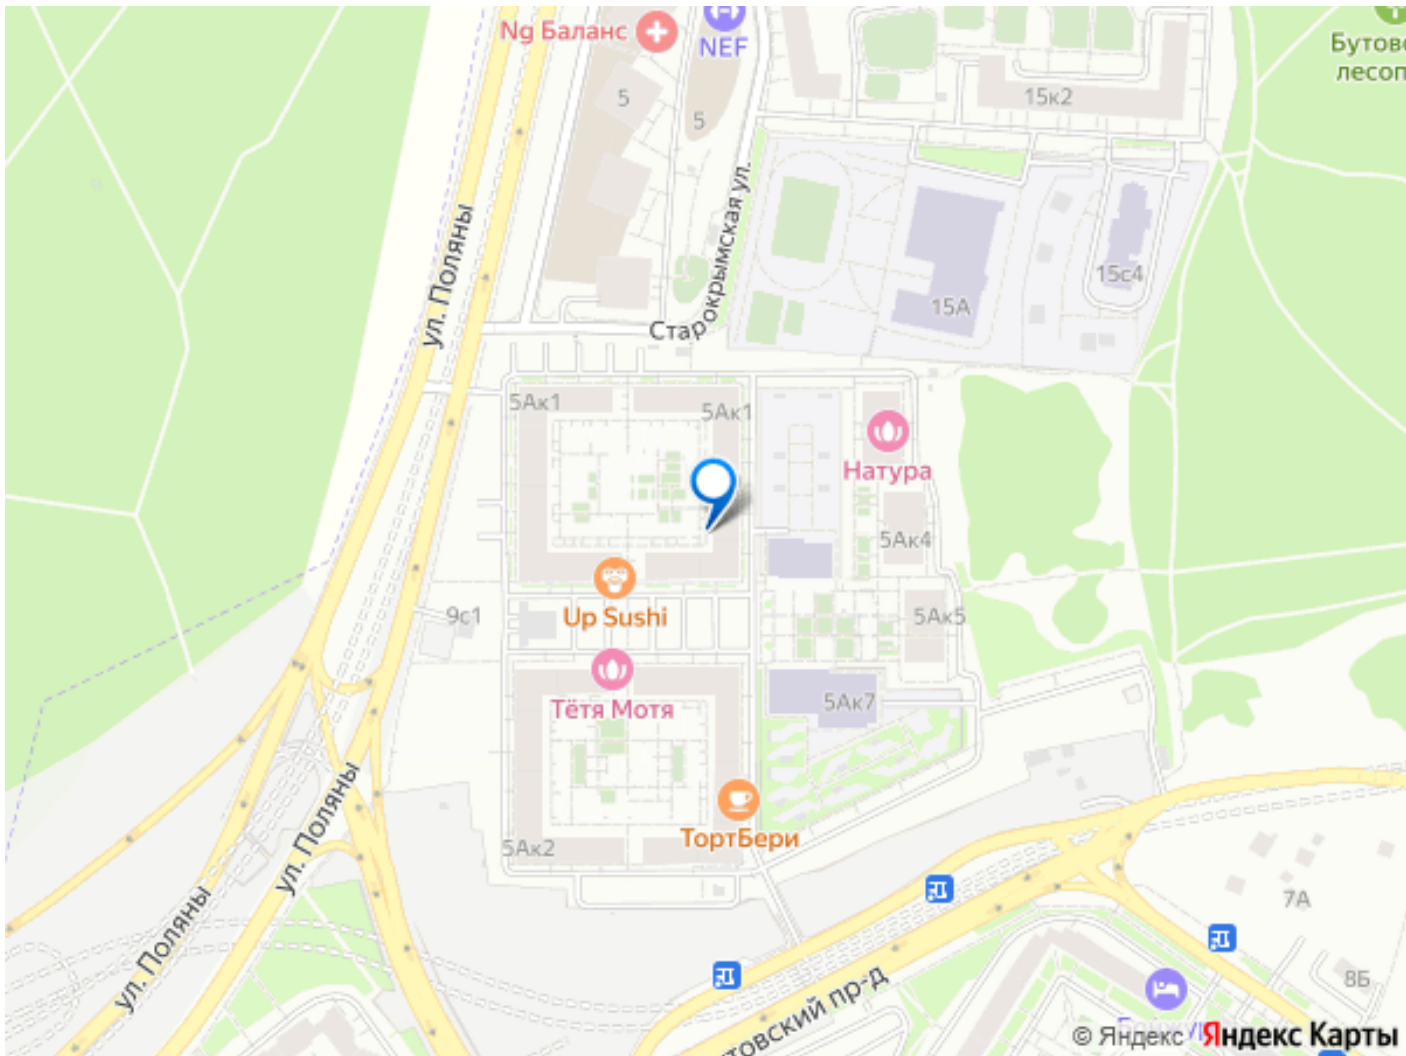 Ng Баланс
NEF
Бутово
лесоп
5
5
15к2
ул. Поляны
Старокрымская ул.
15с4
15А
5Ак1
5Ак1
Натура
5Ак4
9с1
Up Sushi
5Ак5
Тётя Мотя
5Ак7
ул. Поляны
ТортБери
5Ак2
7А
ул. Поляны
8Б
товский пр-д
© Яндекс
Яндекс Карты